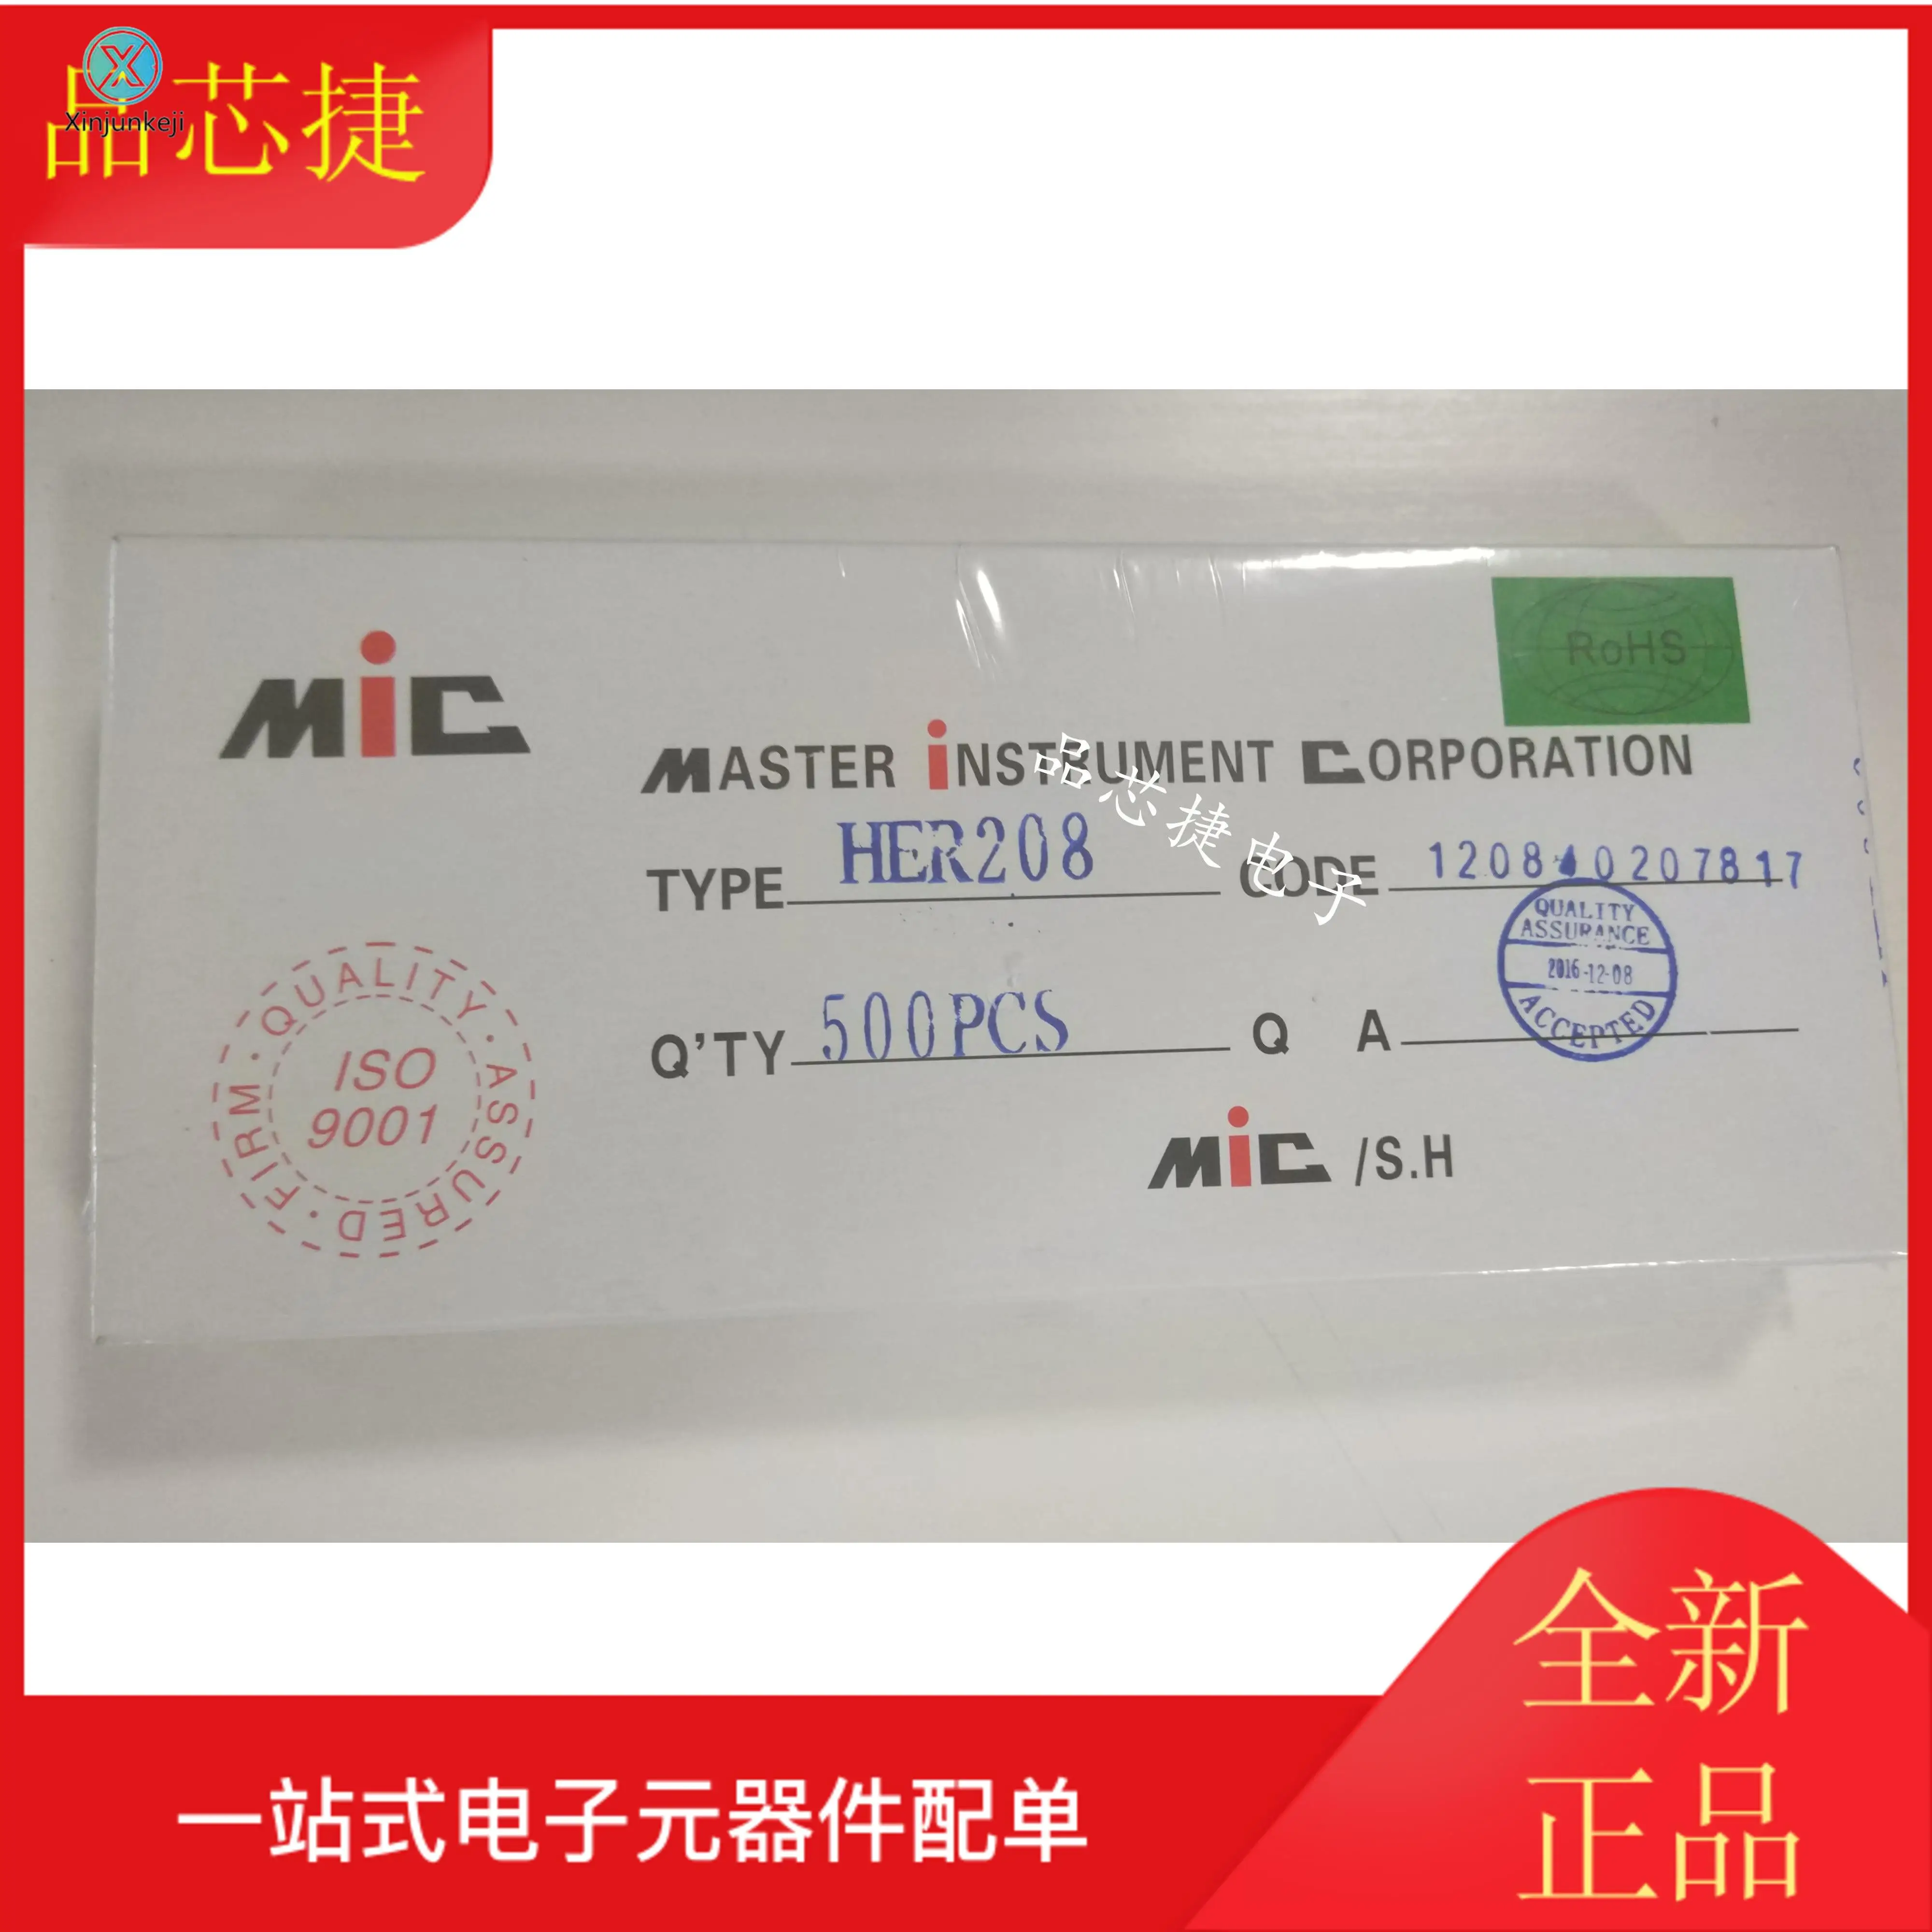 品芯捷
Xinjunkeji
MiC
RoHS
MASTER iNSTRUMENT CORPORATION
品芯捷电子
TYPE HER208 CODE
QUALITY
ASSURANCE
2016-12-08
ACCEPTED
Q'TY 500PCS Q A
QUALITY · ASSURED · FIRM ·
ISO
9001
MiC /S.H
全新
正品
一站式电子元器件配单